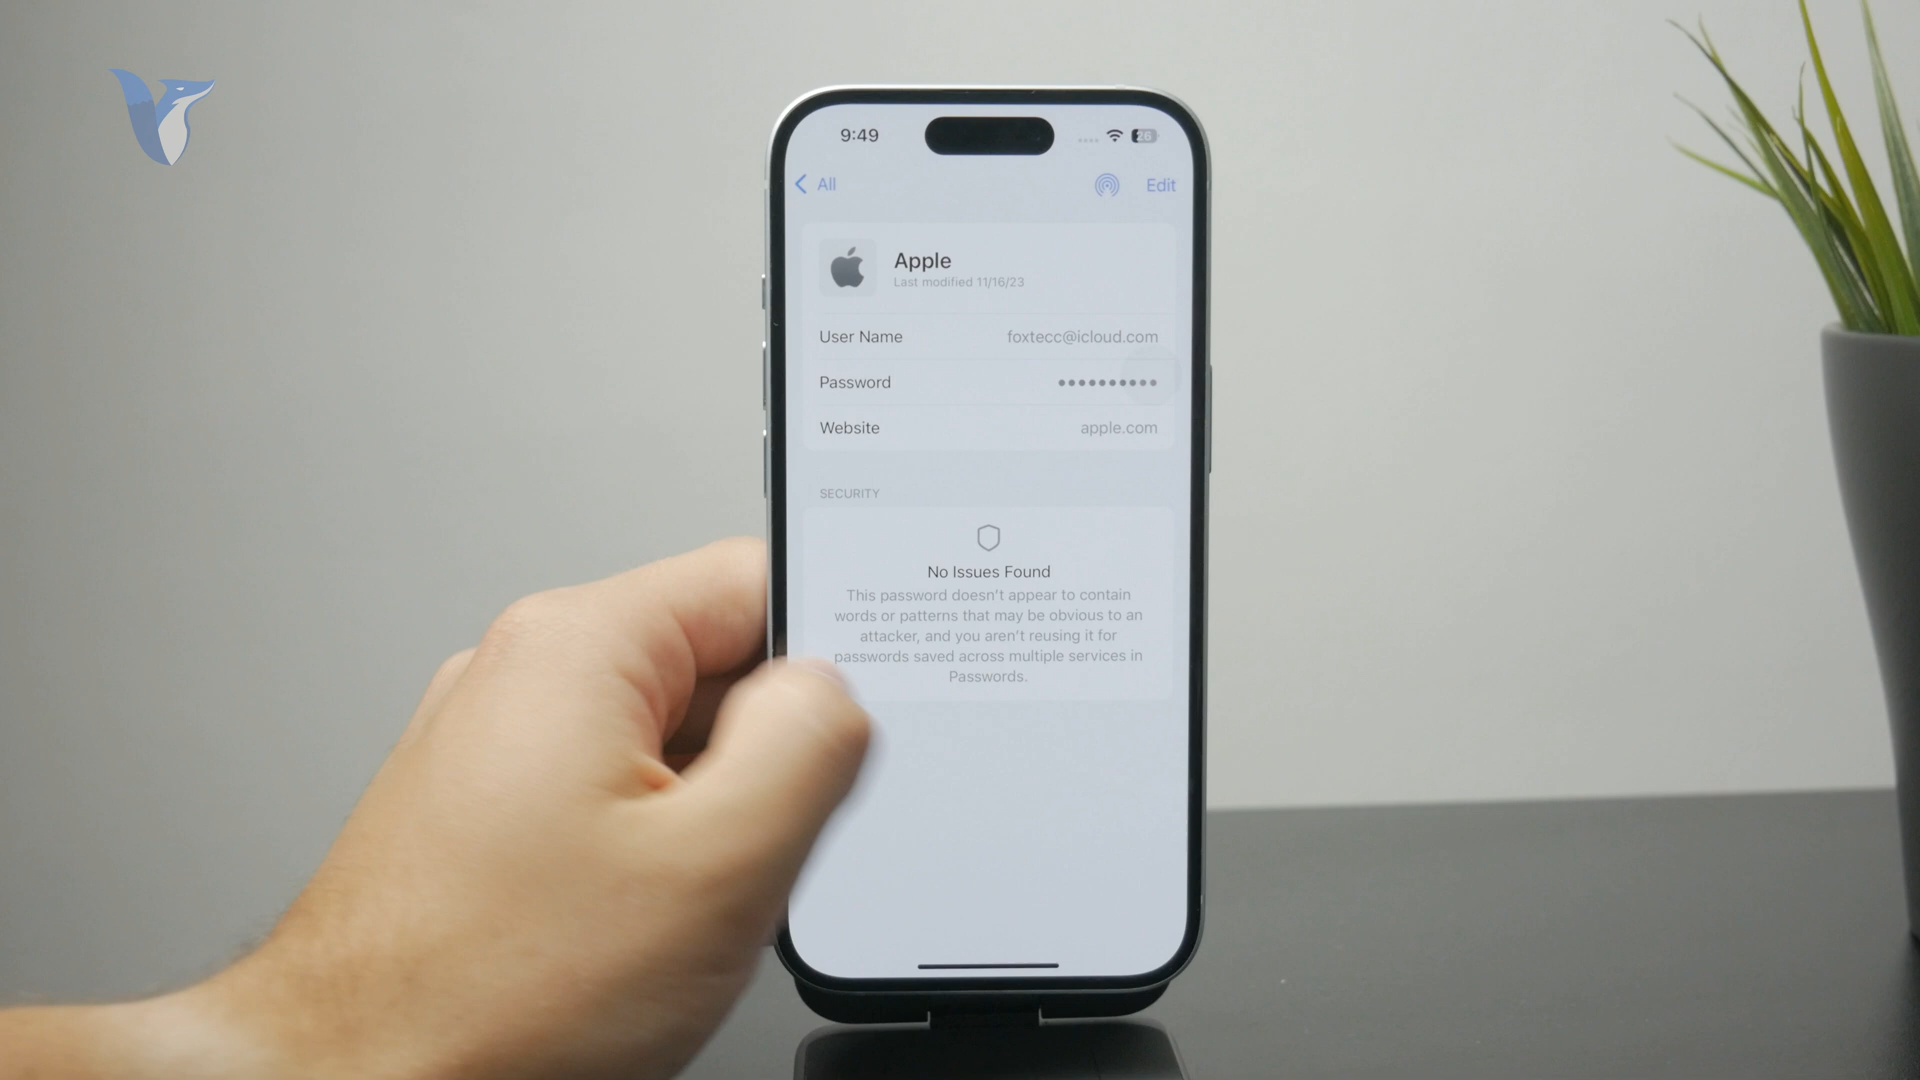 9:49
26
All
Edit
Apple
Last modified 11/16/23
User Name
foxtecc@icloud.com
Password
••••••••••
Website
apple.com
SECURITY
No Issues Found
This password doesn't appear to contain
words or patterns that may be obvious to an
attacker, and you aren't reusing it for
passwords saved across multiple services in
Passwords.